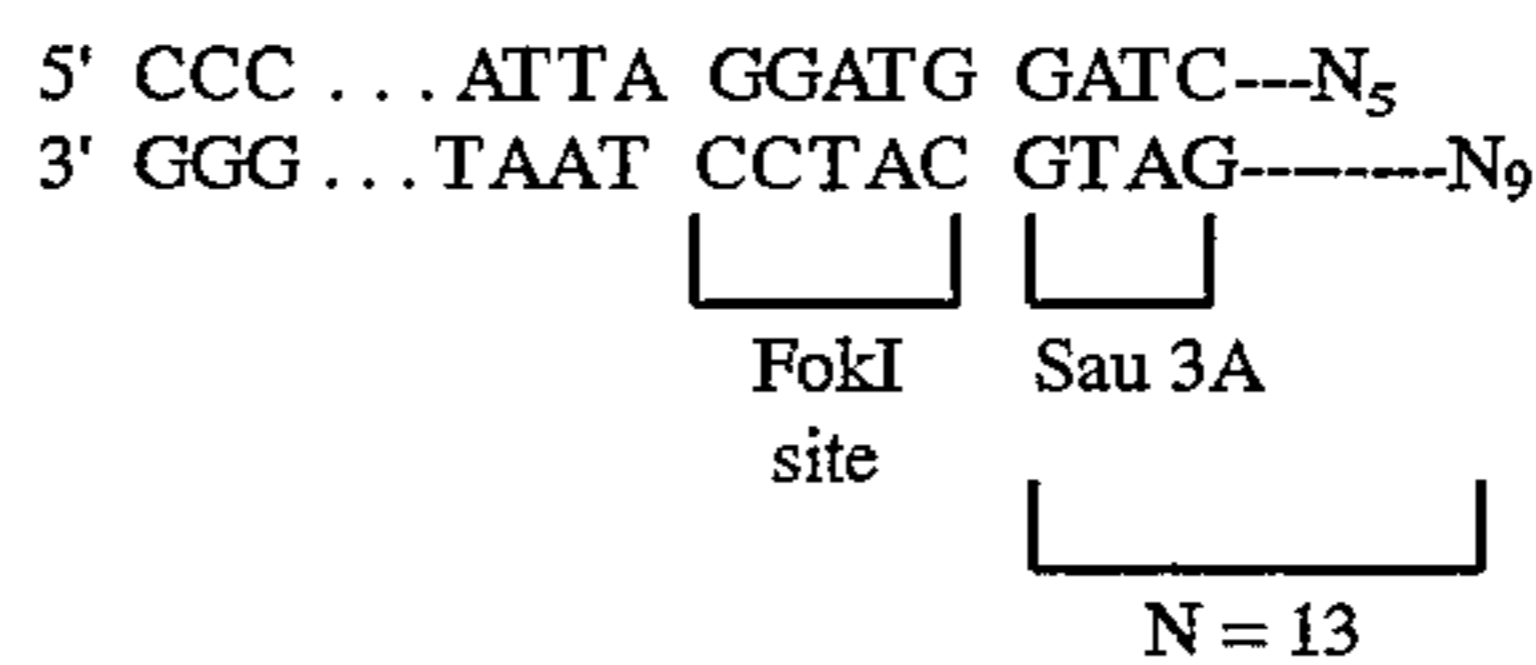 5' CCC . . . ATTA GGATG GATC---N5
3' GGG . . . TAAT CCTAC GTAG---------N9
FokI Sau 3A
site
N = 13